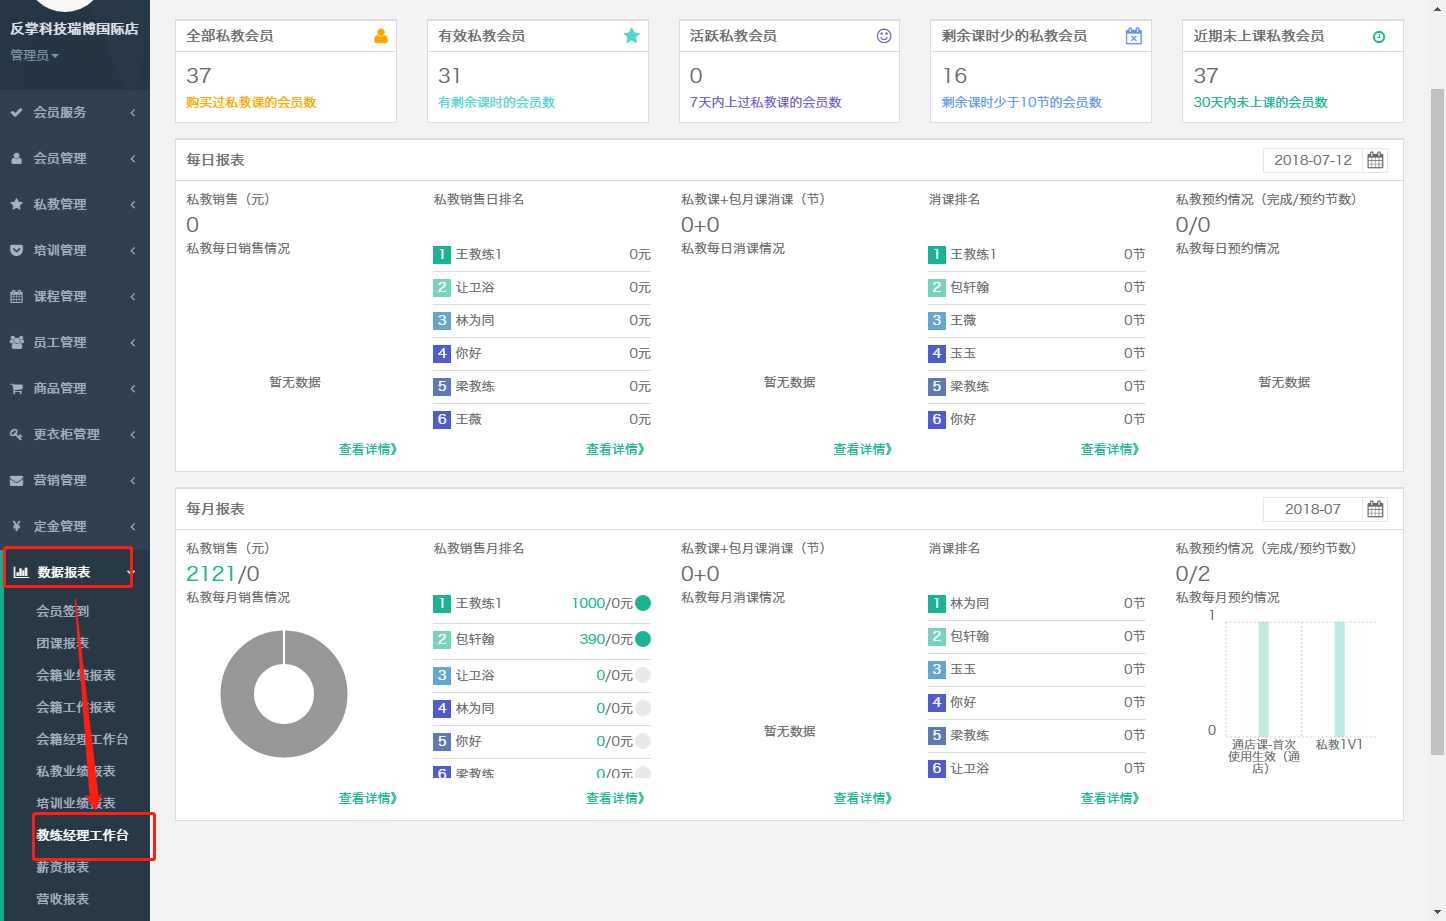 反掌科技瑞博国际店
管理员
会员服务
会员管理
私教管理
培训管理
课程管理
员工管理
商品管理
更衣柜管理
营销管理
¥ 定金管理
数据报表
会员签到
团课报表
会籍业绩报表
会籍工作报表
会籍经理工作台
私教业绩报表
培训业绩报表
教练经理工作台
薪资报表
营收报表
全部私教会员
37
购买过私教课的会员数
有效私教会员
31
有剩余课时的会员数
活跃私教会员
0
7天内上过私教课的会员数
剩余课时少的私教会员
16
剩余课时少于10节的会员数
近期未上课私教会员
37
30天内未上课的会员数
每日报表
2018-07-12
私教销售（元）
0
私教每日销售情况
暂无数据
查看详情》
私教销售日排名
1 王教练1 0元
2 让卫浴 0元
3 林为同 0元
4 你好 0元
5 梁教练 0元
6 王薇 0元
查看详情》
私教课+包月课消课（节）
0+0
私教每日消课情况
暂无数据
查看详情》
消课排名
1 王教练1 0节
2 包轩翰 0节
3 王薇 0节
4 玉玉 0节
5 梁教练 0节
6 你好 0节
查看详情》
私教预约情况（完成/预约节数）
0/0
私教每日预约情况
暂无数据
每月报表
2018-07
私教销售（元）
2121/0
私教每月销售情况
查看详情》
私教销售月排名
1 王教练1 1000/0元
2 包轩翰 390/0元
3 让卫浴 0/0元
4 林为同 0/0元
5 你好 0/0元
6 梁教练 0/0元
查看详情》
私教课+包月课消课（节）
0+0
私教每月消课情况
暂无数据
查看详情》
消课排名
1 林为同 0节
2 包轩翰 0节
3 玉玉 0节
4 你好 0节
5 梁教练 0节
6 让卫浴 0节
查看详情》
私教预约情况（完成/预约节数）
0/2
私教每月预约情况
1
0
通店课-首次
使用生效（通
店）
私教1V1